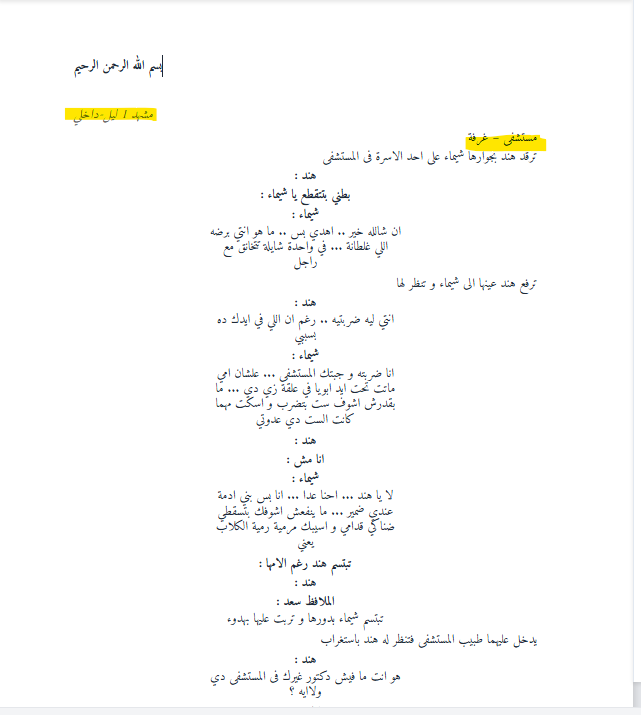 بسم الله الرحمن الرحيم
مشهد 1 ليل-داخلي
مستشفى – غرفة
ترقد هند بجوارها شيماء على احد الاسرة فى المستشفى
هند :
بطني بتتقطع يا شيماء :
شيماء :
ان شالله خير .. اهدي بس .. ما هو انتي برضه
اللي غلطانة ... في واحدة شايلة تتخانق مع
راجل
ترفع هند عينها الى شيماء و تنظر لها
هند :
انتي ليه ضربتيه .. رغم ان اللي في ايدك ده
بسببي
شيماء :
انا ضربته و جبتك المستشفى ... علشان امي
ماتت تحت ايد ابويا في علقة زي دي ... ما
بقدرش اشوف ست بتضرب و اسكت مهما
كانت الست دي عدوتي
هند :
انا مش :
شيماء :
لا يا هند ... احنا عدا ... انا بس بني ادمة
عندي ضمير ... ما ينفعش اشوفك بتسقطي
ضناكي قدامي و اسيبك مرمية رمية الكلاب
يعني
تبتسم هند رغم الامها :
هند :
الملافظ سعد :
تبتسم شيماء بدورها و تربت عليها بهدوء
يدخل عليهما طبيب المستشفى فتنظر له هند باستغراب
هند :
هو انت ما فيش دكتور غيرك فى المستشفى دي
ولاايه ؟